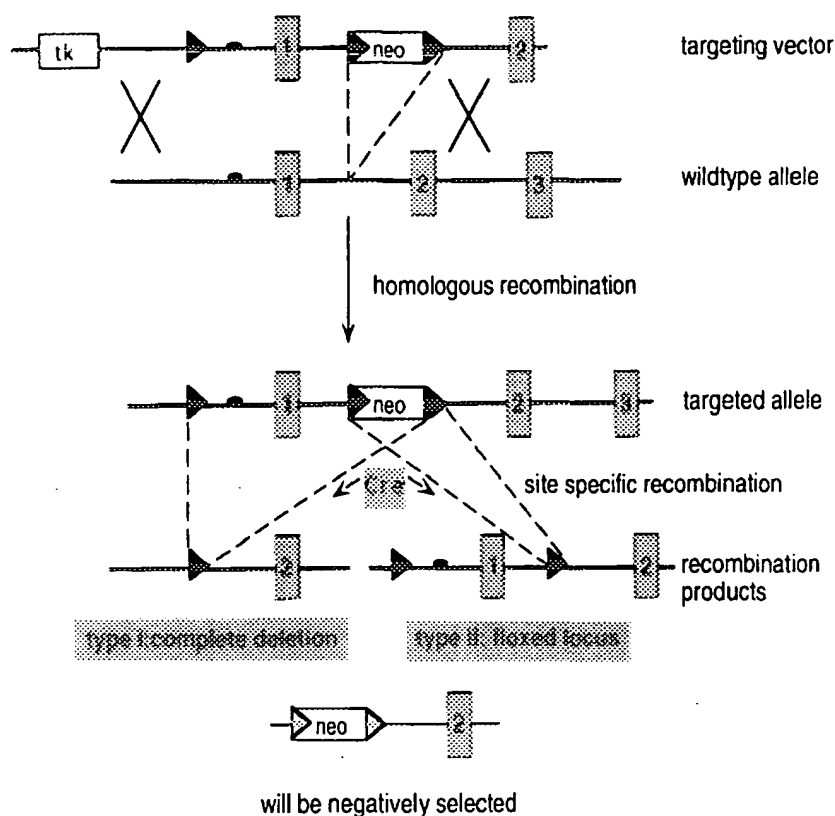 tk 1 neo 2 targeting vector
1 2 3 wildtype allele
homologous recombination
1 neo 2 3 targeted allele
Cre site specific recombination
2 1 2 recombination
products
type I:complete deletion type II: floxed locus
neo 2
will be negatively selected